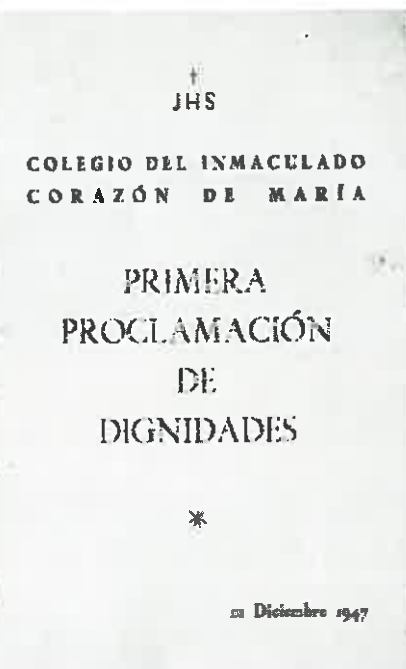 JHS
COLEGIO DEL INMACULADO
CORAZÓN DE MARÍA
PRIMERA
PROCLAMACIÓN
DE
DIGNIDADES
Diciembre 1947